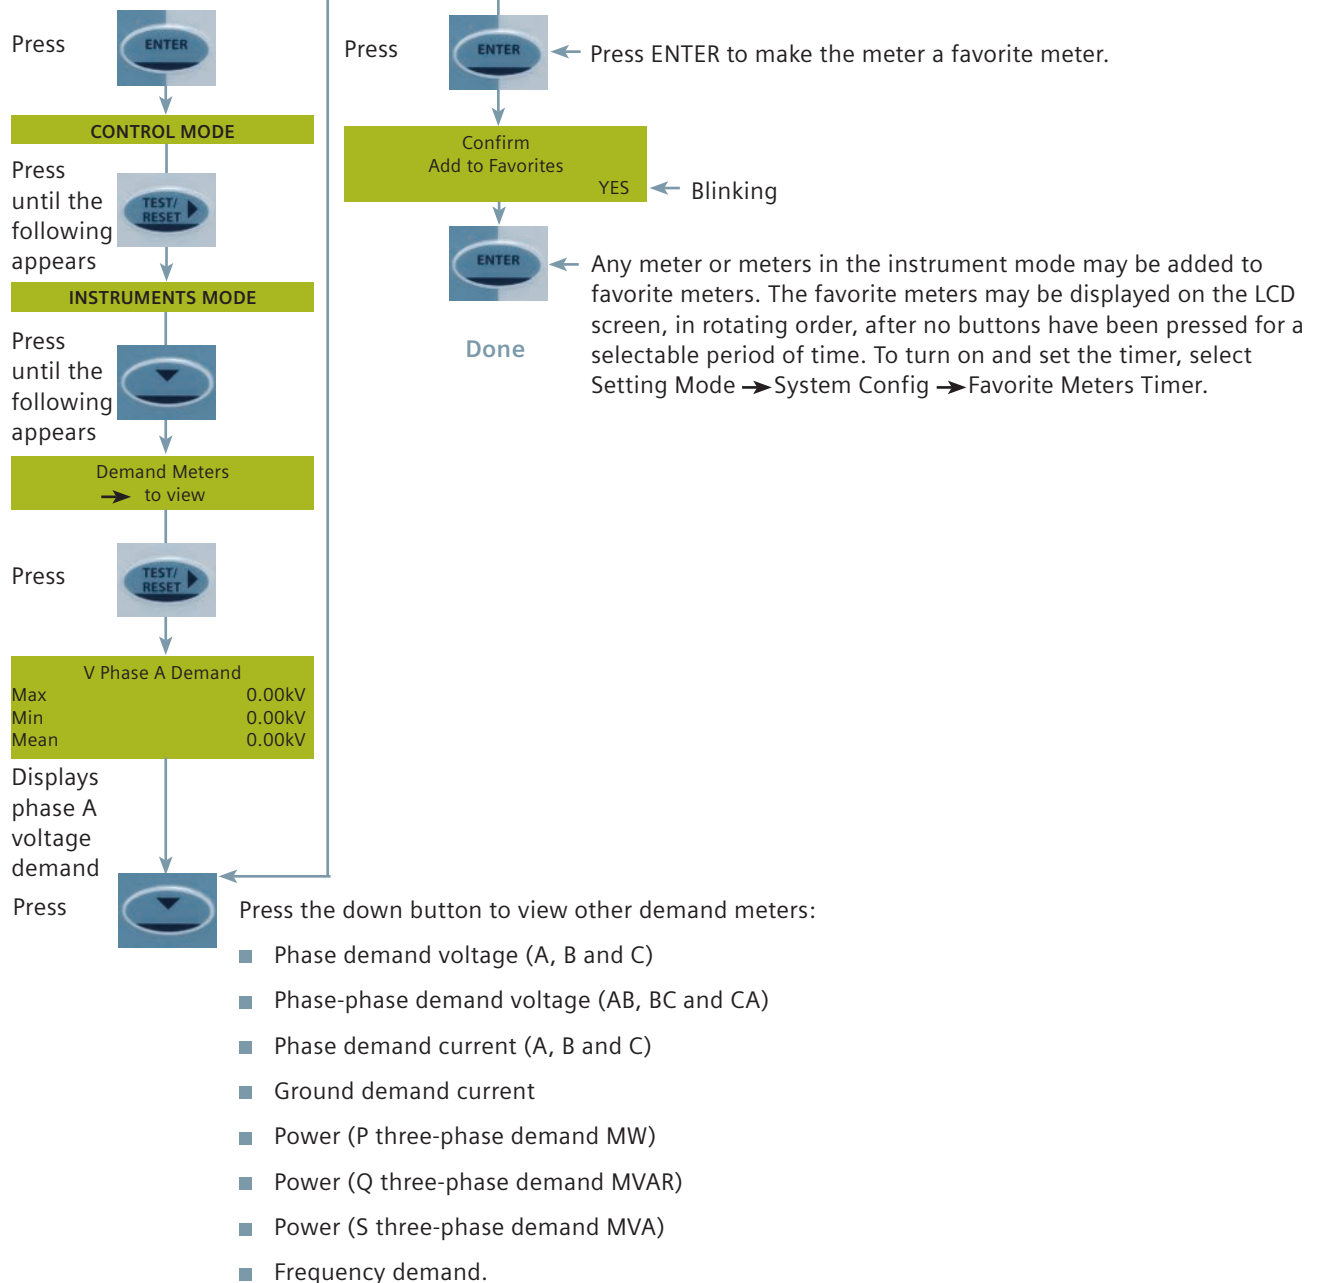 Press
ENTER
CONTROL MODE
Press
until the
following
appears
TEST/
RESET
INSTRUMENTS MODE
Press
until the
following
appears
Demand Meters
→ to view
Press
TEST/
RESET
V Phase A Demand
Max 0.00kV
Min 0.00kV
Mean 0.00kV
Displays
phase A
voltage
demand
Press
Press the down button to view other demand meters:
■ Phase demand voltage (A, B and C)
■ Phase-phase demand voltage (AB, BC and CA)
■ Phase demand current (A, B and C)
■ Ground demand current
■ Power (P three-phase demand MW)
■ Power (Q three-phase demand MVAR)
■ Power (S three-phase demand MVA)
■ Frequency demand.
Press
ENTER
Press ENTER to make the meter a favorite meter.
Confirm
Add to Favorites
YES
Blinking
ENTER
Any meter or meters in the instrument mode may be added to
favorite meters. The favorite meters may be displayed on the LCD
screen, in rotating order, after no buttons have been pressed for a
selectable period of time. To turn on and set the timer, select
Setting Mode → System Config → Favorite Meters Timer.
Done